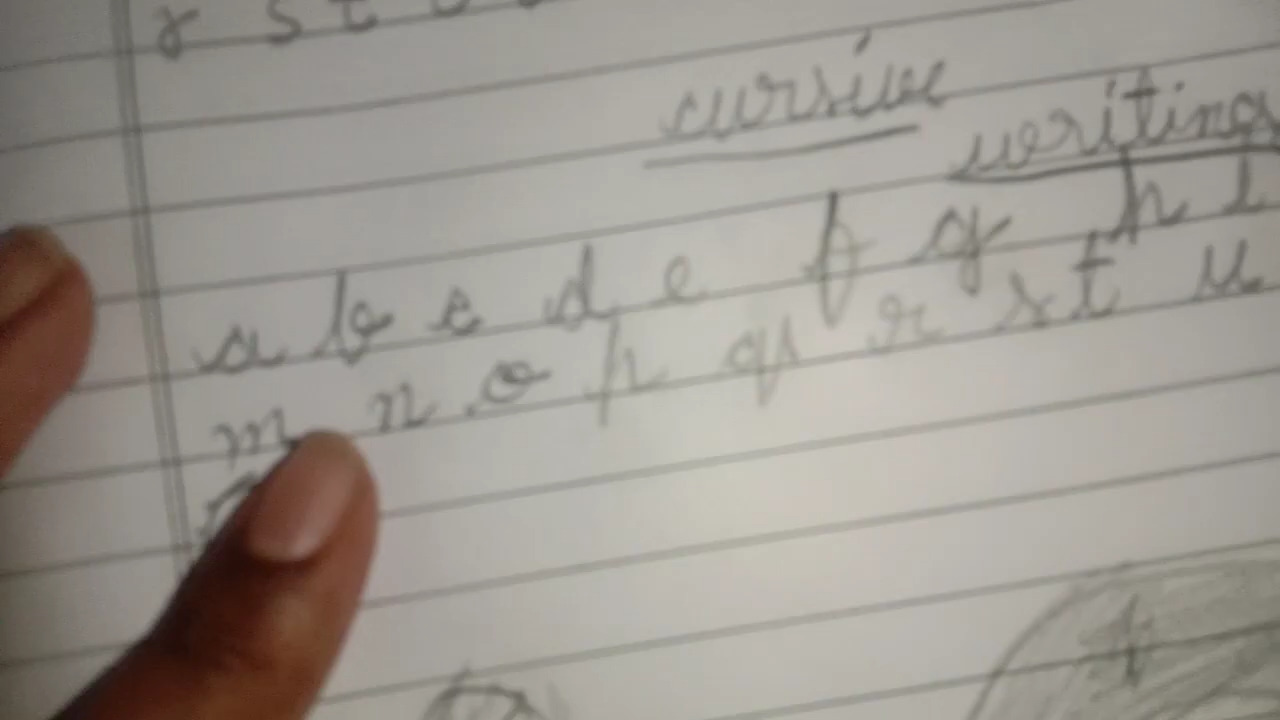 r s t
cursive
writing
a b c d e f g h i
m n o p q r s t u